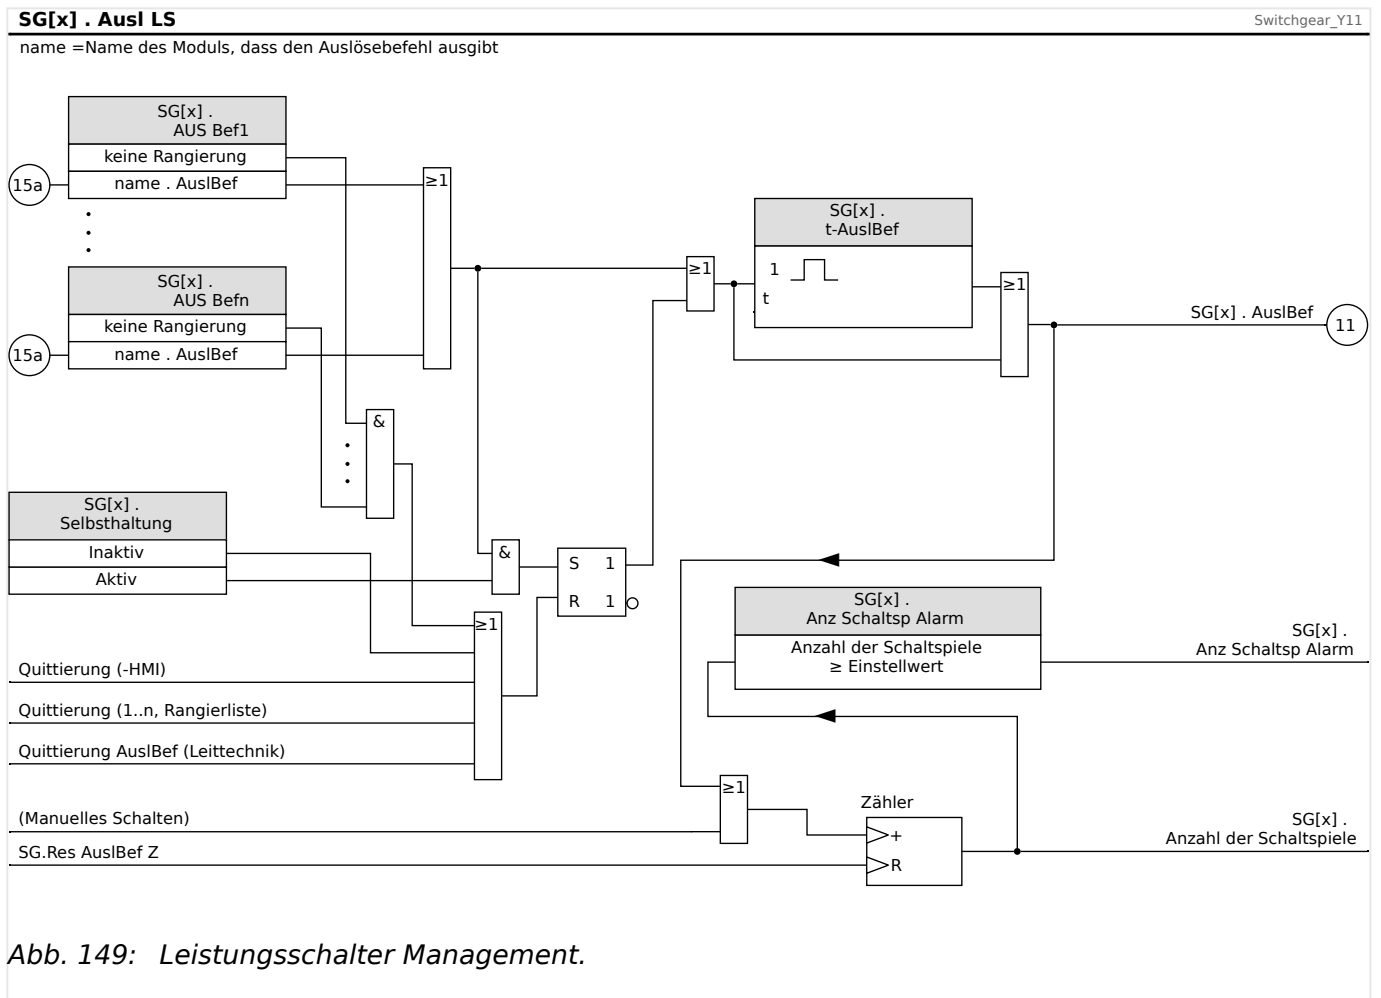 SG[x] . Ausl LS
Switchgear_Y11
name =Name des Moduls, dass den Auslösebefehl ausgibt
SG[x] .
AUS Bef1
keine Rangierung
15a
name . AuslBef
≥1
SG[x] .
AUS Befn
keine Rangierung
15a
name . AuslBef
≥1
SG[x] .
t-AuslBef
1
t
≥1
SG[x] . AuslBef
11
&
SG[x] .
Selbsthaltung
Inaktiv
Aktiv
&
S 1
R 1
≥1
Quittierung (-HMI)
Quittierung (1..n, Rangierliste)
Quittierung AuslBef (Leittechnik)
SG[x] .
Anz Schaltsp Alarm
Anzahl der Schaltspiele
≥ Einstellwert
SG[x] .
Anz Schaltsp Alarm
≥1
(Manuelles Schalten)
SG.Res AuslBef Z
Zähler
+
R
SG[x] .
Anzahl der Schaltspiele
Abb. 149: Leistungsschalter Management.